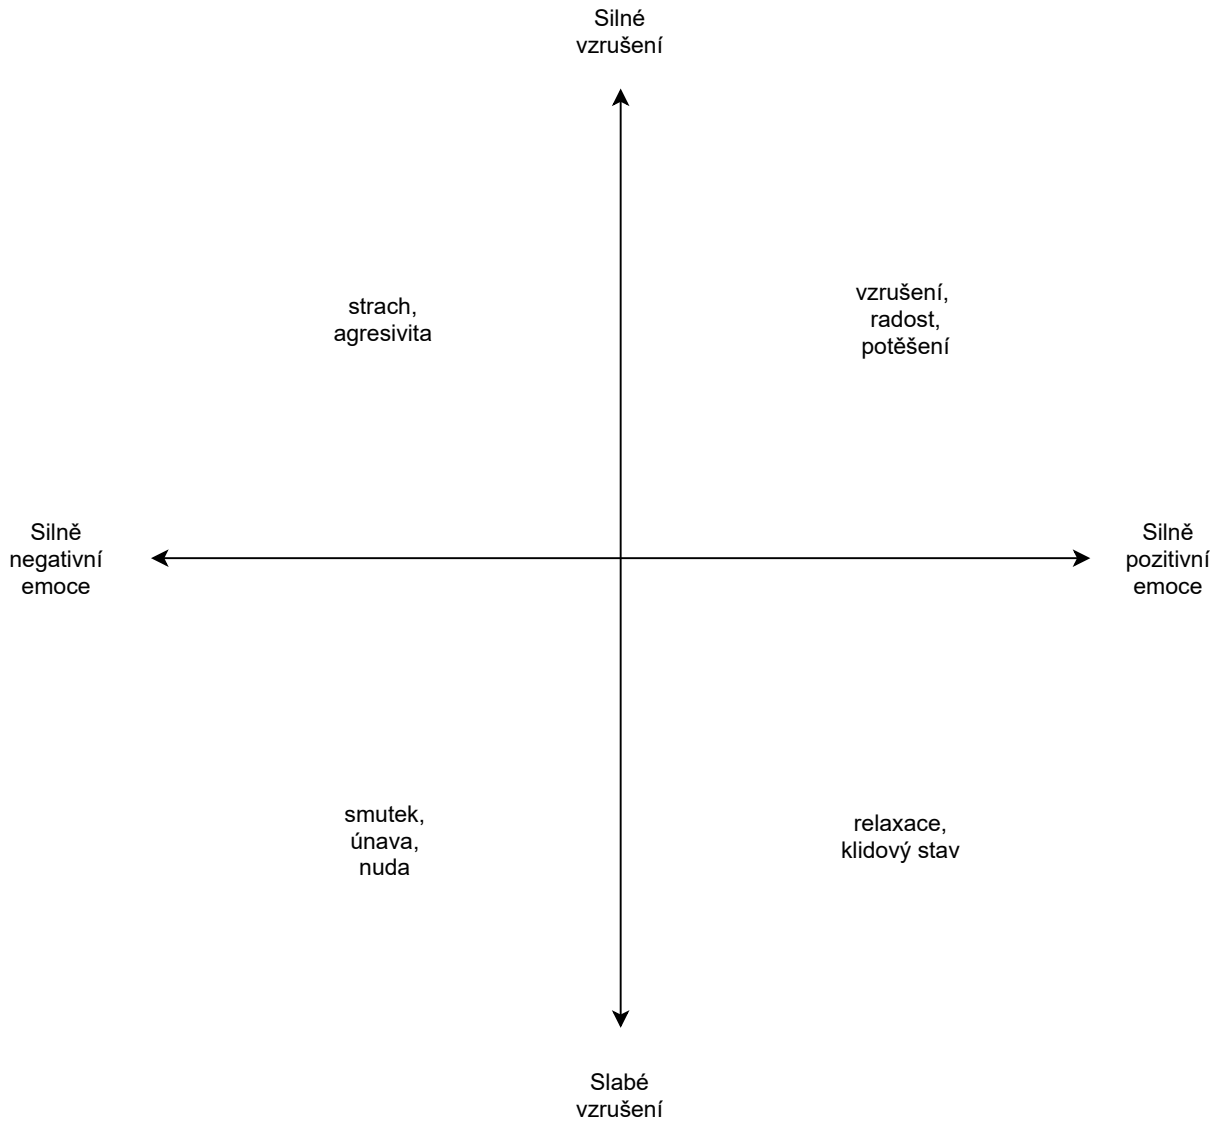 Silné
vzrušení
strach,
agresivita
vzrušení,
radost,
potěšení
Silně
negativní
emoce
Silně
pozitivní
emoce
smutek,
únava,
nuda
relaxace,
klidový stav
Slabé
vzrušení